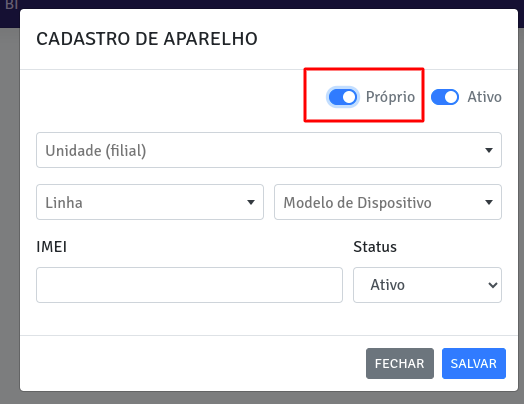 BI
CADASTRO DE APARELHO
Próprio Ativo
Unidade (filial)
Linha Modelo de Dispositivo
IMEI Status
Ativo
FECHAR SALVAR